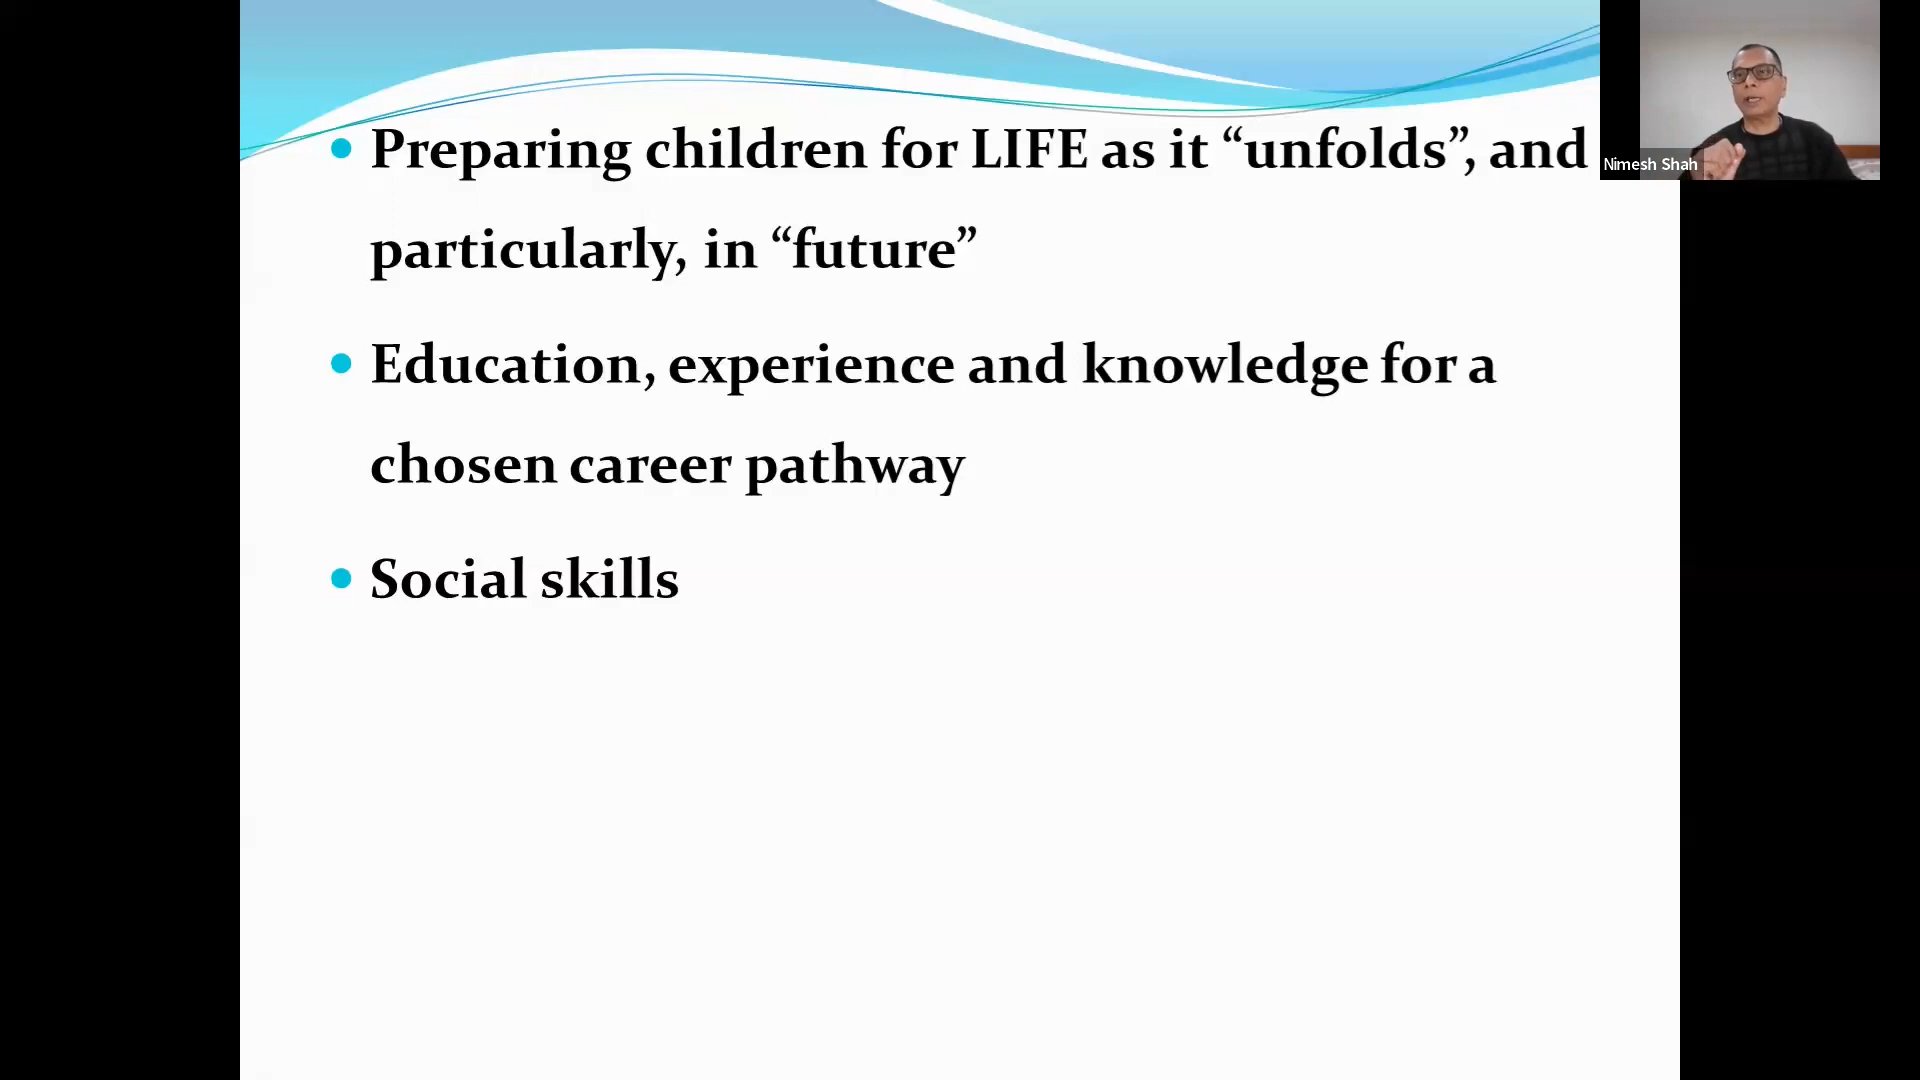 Preparing children for LIFE as it “unfolds”, and
particularly, in “future”
Education, experience and knowledge for a
chosen career pathway
Social skills
Nimesh Shah